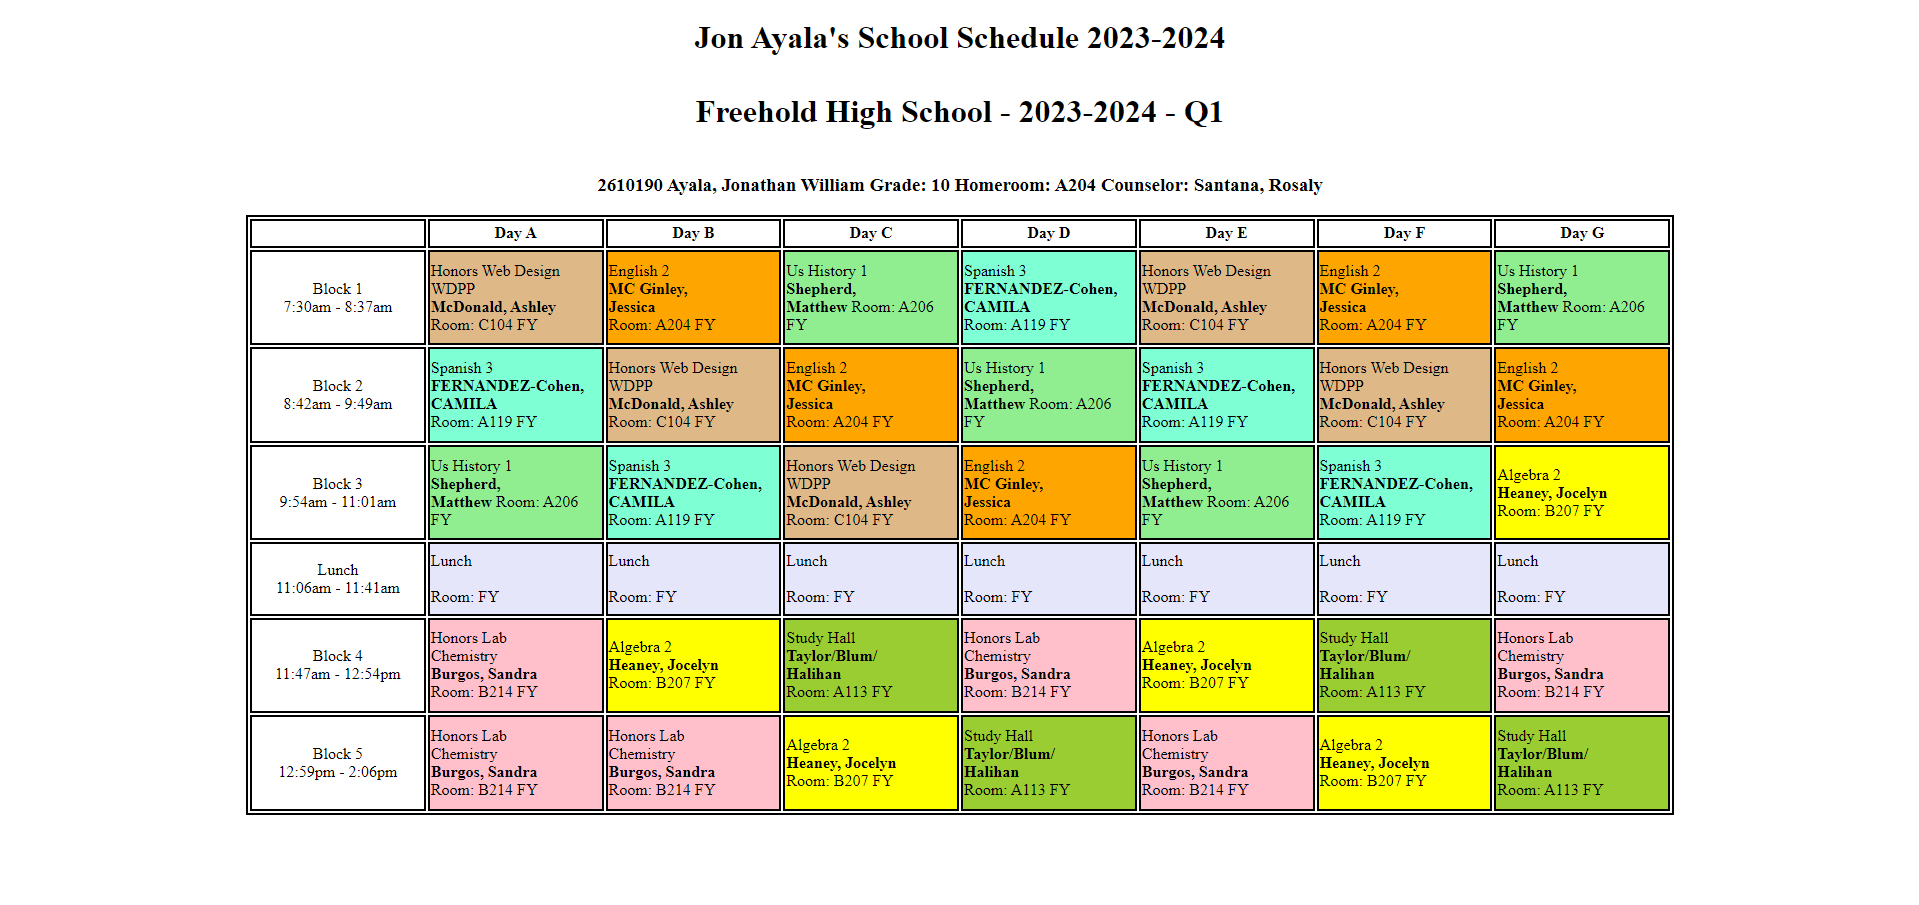 Jon Ayala's School Schedule 2023-2024
Freehold High School - 2023-2024 - Q1
2610190 Ayala, Jonathan William Grade: 10 Homeroom: A204 Counselor: Santana, Rosaly
Day A
Day B
Day C
Day D
Day E
Day F
Day G
Block 1
7:30am - 8:37am
Honors Web Design
WDPP
McDonald, Ashley
Room: C104 FY
English 2
MC Ginley,
Jessica
Room: A204 FY
Us History 1
Shepherd,
Matthew Room: A206
FY
Spanish 3
FERNANDEZ-Cohen,
CAMILA
Room: A119 FY
Honors Web Design
WDPP
McDonald, Ashley
Room: C104 FY
English 2
MC Ginley,
Jessica
Room: A204 FY
Us History 1
Shepherd,
Matthew Room: A206
FY
Block 2
8:42am - 9:49am
Spanish 3
FERNANDEZ-Cohen,
CAMILA
Room: A119 FY
Honors Web Design
WDPP
McDonald, Ashley
Room: C104 FY
English 2
MC Ginley,
Jessica
Room: A204 FY
Us History 1
Shepherd,
Matthew Room: A206
FY
Spanish 3
FERNANDEZ-Cohen,
CAMILA
Room: A119 FY
Honors Web Design
WDPP
McDonald, Ashley
Room: C104 FY
English 2
MC Ginley,
Jessica
Room: A204 FY
Block 3
9:54am - 11:01am
Us History 1
Shepherd,
Matthew Room: A206
FY
Spanish 3
FERNANDEZ-Cohen,
CAMILA
Room: A119 FY
Honors Web Design
WDPP
McDonald, Ashley
Room: C104 FY
English 2
MC Ginley,
Jessica
Room: A204 FY
Us History 1
Shepherd,
Matthew Room: A206
FY
Spanish 3
FERNANDEZ-Cohen,
CAMILA
Room: A119 FY
Algebra 2
Heaney, Jocelyn
Room: B207 FY
Lunch
11:06am - 11:41am
Lunch
Room: FY
Lunch
Room: FY
Lunch
Room: FY
Lunch
Room: FY
Lunch
Room: FY
Lunch
Room: FY
Lunch
Room: FY
Block 4
11:47am - 12:54pm
Honors Lab
Chemistry
Burgos, Sandra
Room: B214 FY
Algebra 2
Heaney, Jocelyn
Room: B207 FY
Study Hall
Taylor/Blum/
Halihan
Room: A113 FY
Honors Lab
Chemistry
Burgos, Sandra
Room: B214 FY
Algebra 2
Heaney, Jocelyn
Room: B207 FY
Study Hall
Taylor/Blum/
Halihan
Room: A113 FY
Honors Lab
Chemistry
Burgos, Sandra
Room: B214 FY
Block 5
12:59pm - 2:06pm
Honors Lab
Chemistry
Burgos, Sandra
Room: B214 FY
Honors Lab
Chemistry
Burgos, Sandra
Room: B214 FY
Algebra 2
Heaney, Jocelyn
Room: B207 FY
Study Hall
Taylor/Blum/
Halihan
Room: A113 FY
Honors Lab
Chemistry
Burgos, Sandra
Room: B214 FY
Algebra 2
Heaney, Jocelyn
Room: B207 FY
Study Hall
Taylor/Blum/
Halihan
Room: A113 FY